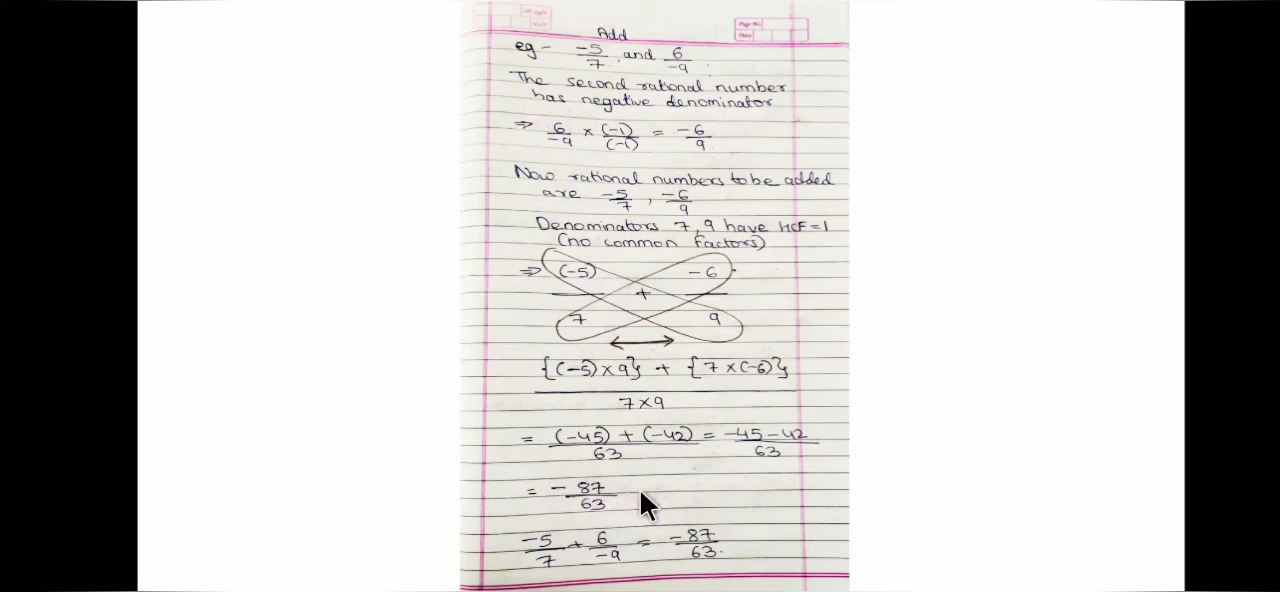 Add
eg - -5/7 and 6/-9
The second rational number
has negative denominator
⇒ 6/-9 × (-1)/(-1) = -6/9
Now rational numbers to be added
are -5/7 , -6/9
Denominators 7, 9 have HCF = 1
(no common factors)
⇒ (-5)/7 + -6/9
{(-5) × 9} + {7 × (-6)}
7 × 9
= (-45) + (-42)/63 = -45 - 42/63
= - 87/63
-5/7 + 6/-9 = -87/63.